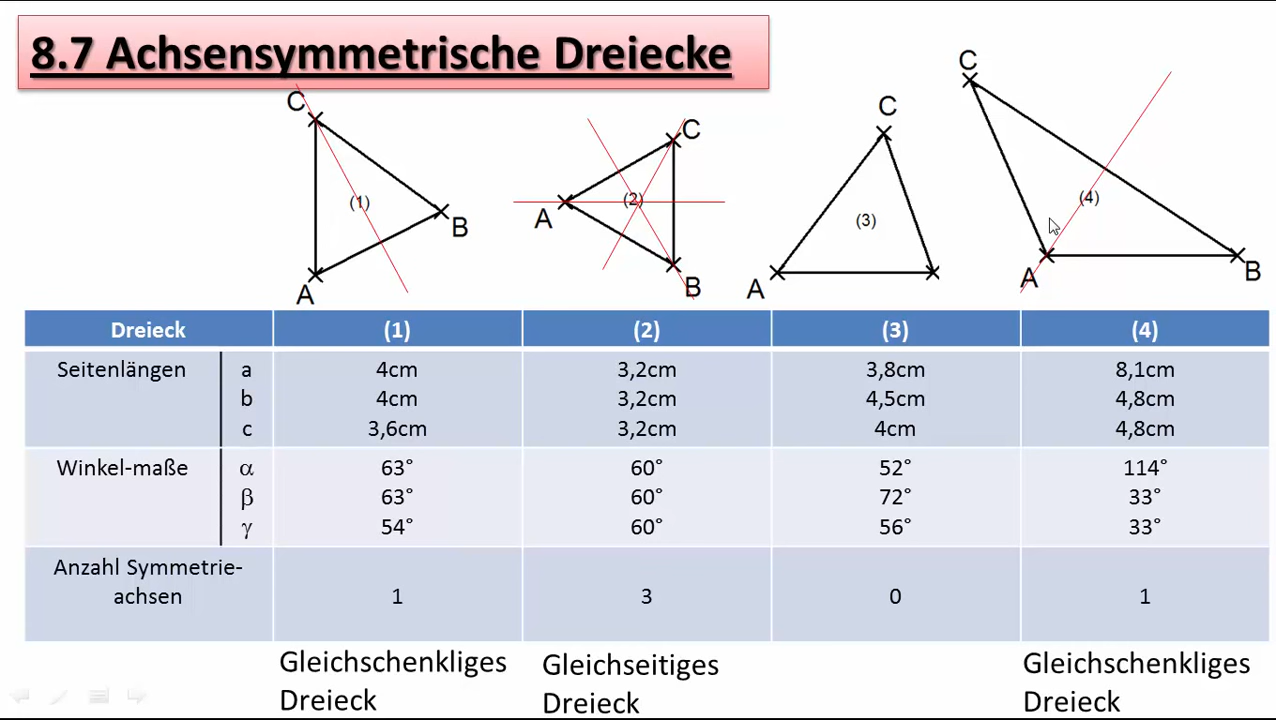 8.7 Achsensymmetrische Dreiecke
C
(1)
B
A
C
(2)
A
B
C
(3)
A
C
(4)
A
B
Dreieck (1) (2) (3) (4)
Seitenlängen a 4cm 3,2cm 3,8cm 8,1cm
b 4cm 3,2cm 4,5cm 4,8cm
c 3,6cm 3,2cm 4cm 4,8cm
Winkel-maße α 63° 60° 52° 114°
β 63° 60° 72° 33°
γ 54° 60° 56° 33°
Anzahl Symmetrie-
achsen 1 3 0 1
Gleichschenkliges Gleichseitiges Gleichschenkliges
Dreieck Dreieck Dreieck